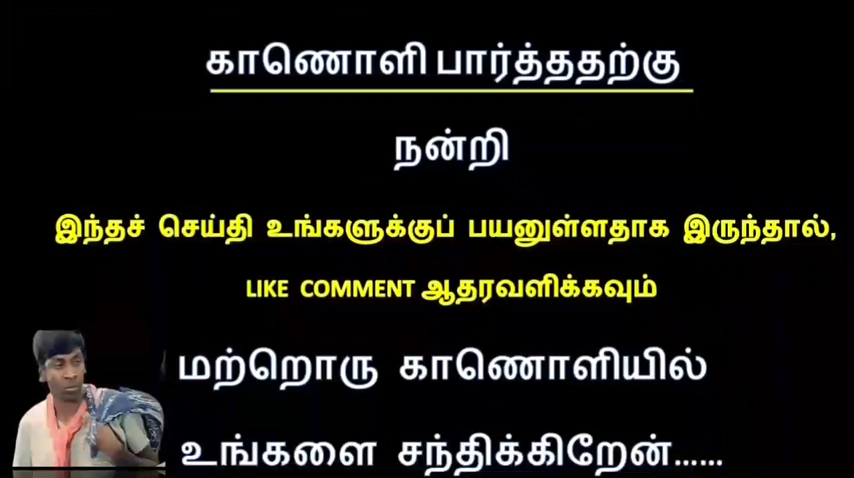 காணொளி பார்த்ததற்கு
நன்றி
இந்தச் செய்தி உங்களுக்குப் பயனுள்ளதாக இருந்தால்,
LIKE COMMENT ஆதரவளிக்கவும்
மற்றொரு காணொளியில்
உங்களை சந்திக்கிறேன்......